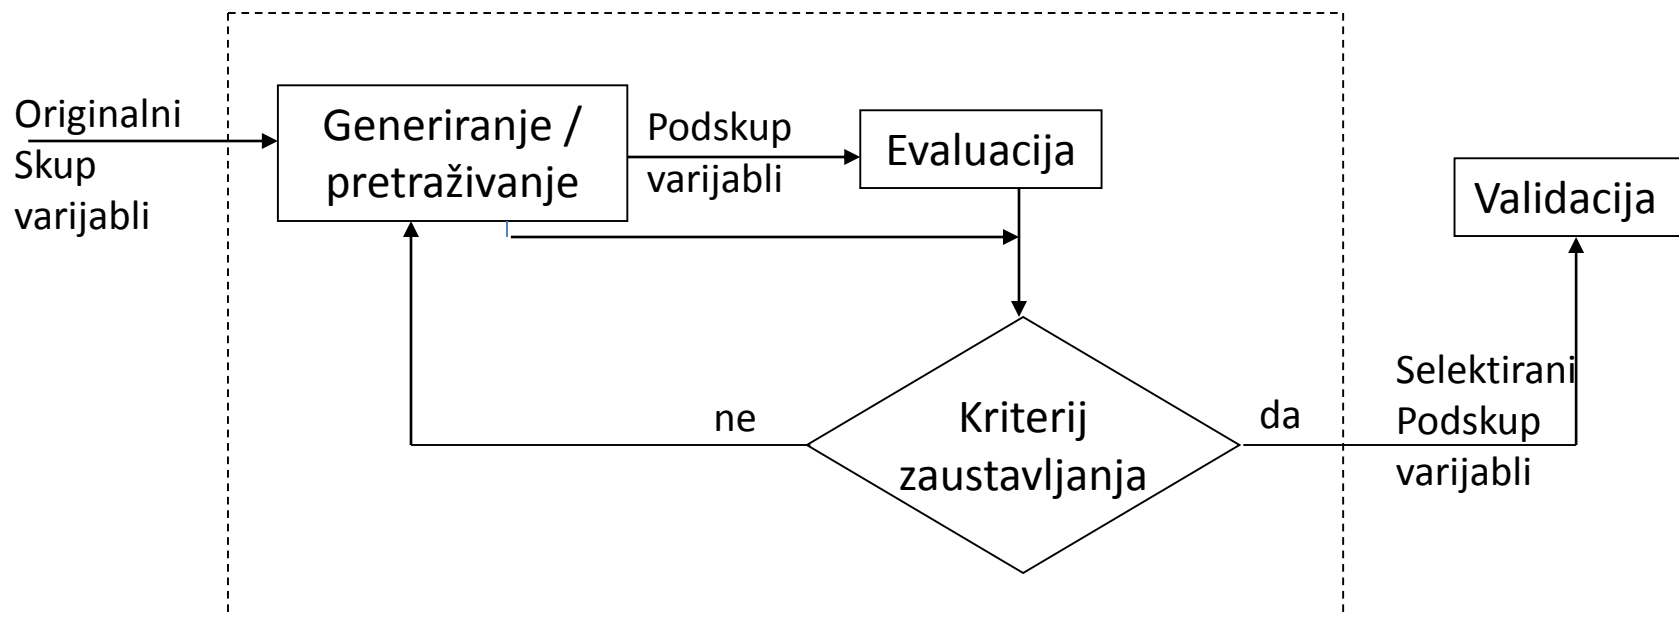 Originalni
Skup
varijabli
Generiranje /
pretraživanje
Podskup
varijabli
Evaluacija
Validacija
ne
Kriterij
zaustavljanja
da
Selektirani
Podskup
varijabli